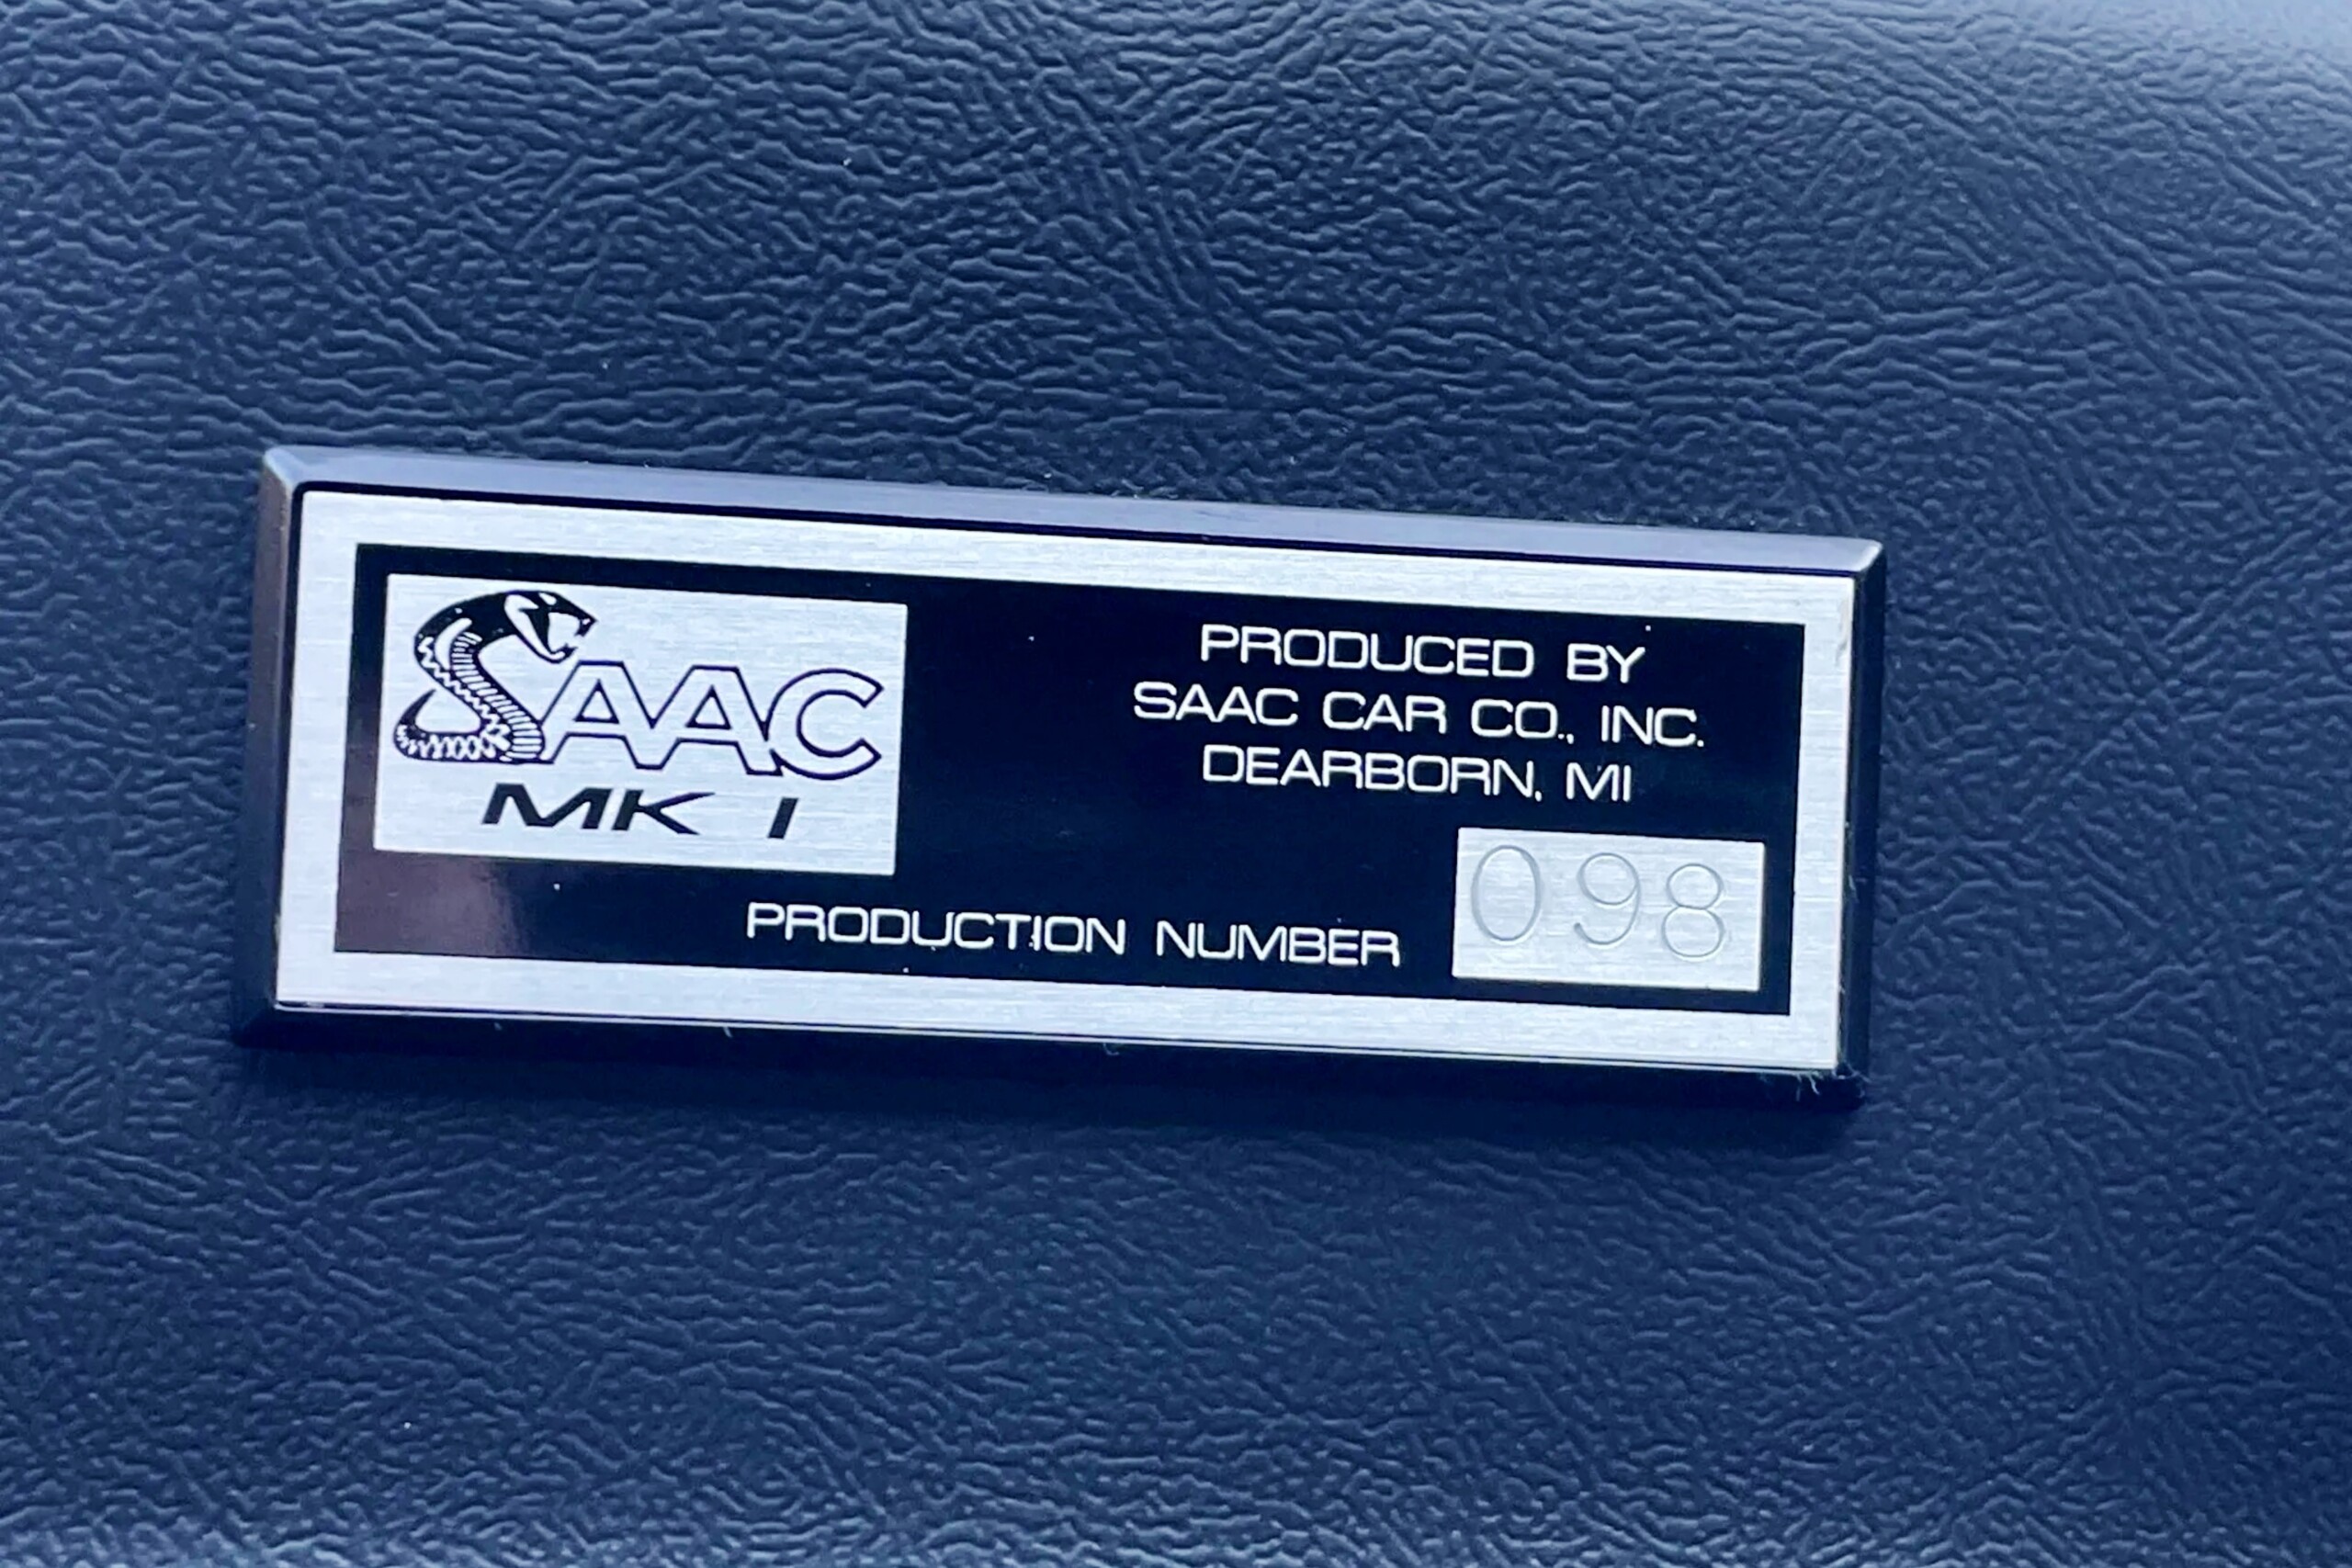 SAAC
MK I
PRODUCED BY
SAAC CAR CO., INC.
DEARBORN, MI
PRODUCTION NUMBER 098